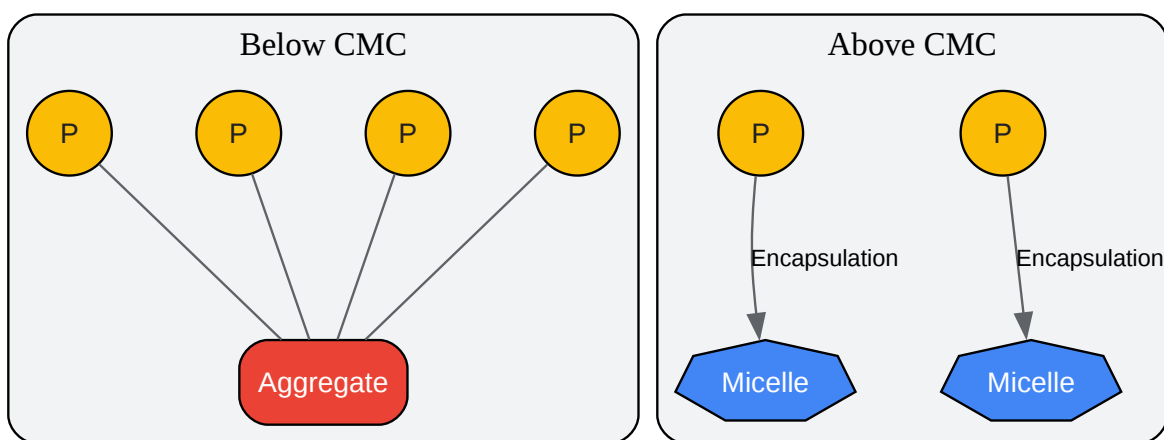 Below CMC
P
P
P
P
Aggregate
Above CMC
P
P
Encapsulation
Encapsulation
Micelle
Micelle